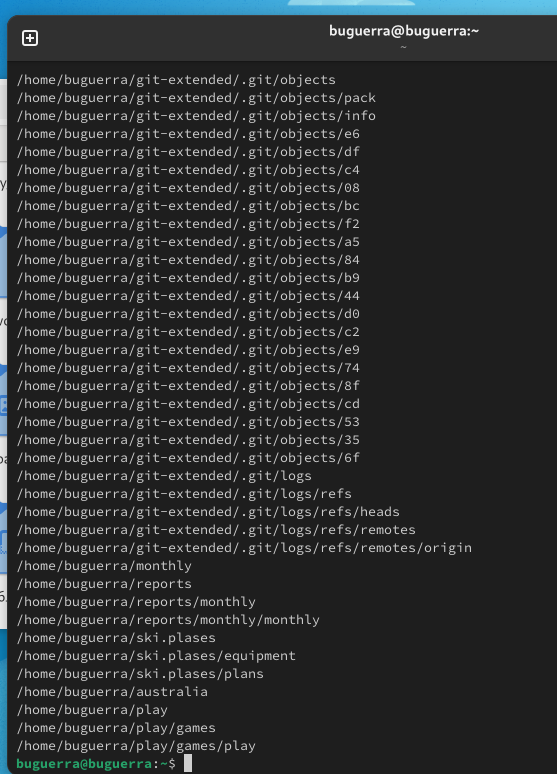 buguerra@buguerra:~
~
/home/buguerra/git-extended/.git/objects
/home/buguerra/git-extended/.git/objects/pack
/home/buguerra/git-extended/.git/objects/info
/home/buguerra/git-extended/.git/objects/e6
/home/buguerra/git-extended/.git/objects/df
/home/buguerra/git-extended/.git/objects/c4
/home/buguerra/git-extended/.git/objects/08
/home/buguerra/git-extended/.git/objects/bc
/home/buguerra/git-extended/.git/objects/f2
/home/buguerra/git-extended/.git/objects/a5
/home/buguerra/git-extended/.git/objects/84
/home/buguerra/git-extended/.git/objects/b9
/home/buguerra/git-extended/.git/objects/44
/home/buguerra/git-extended/.git/objects/d0
/home/buguerra/git-extended/.git/objects/c2
/home/buguerra/git-extended/.git/objects/e9
/home/buguerra/git-extended/.git/objects/74
/home/buguerra/git-extended/.git/objects/8f
/home/buguerra/git-extended/.git/objects/cd
/home/buguerra/git-extended/.git/objects/53
/home/buguerra/git-extended/.git/objects/35
/home/buguerra/git-extended/.git/objects/6f
/home/buguerra/git-extended/.git/logs
/home/buguerra/git-extended/.git/logs/refs
/home/buguerra/git-extended/.git/logs/refs/heads
/home/buguerra/git-extended/.git/logs/refs/remotes
/home/buguerra/git-extended/.git/logs/refs/remotes/origin
/home/buguerra/monthly
/home/buguerra/reports
/home/buguerra/reports/monthly
/home/buguerra/reports/monthly/monthly
/home/buguerra/ski.plases
/home/buguerra/ski.plases/equipment
/home/buguerra/ski.plases/plans
/home/buguerra/australia
/home/buguerra/play
/home/buguerra/play/games
/home/buguerra/play/games/play
buguerra@buguerra:~$